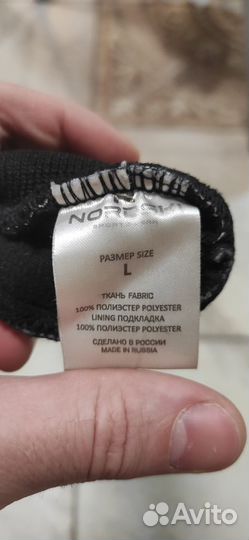 РАЗМЕР SIZE
L
ТКАНЬ FABRIC
100% ПОЛИЭСТЕР POLYESTER
LINING ПОДКЛАДКА
100% ПОЛИЭСТЕР POLYESTER
СДЕЛАНО В РОССИИ
MADE IN RUSSIA
Avito